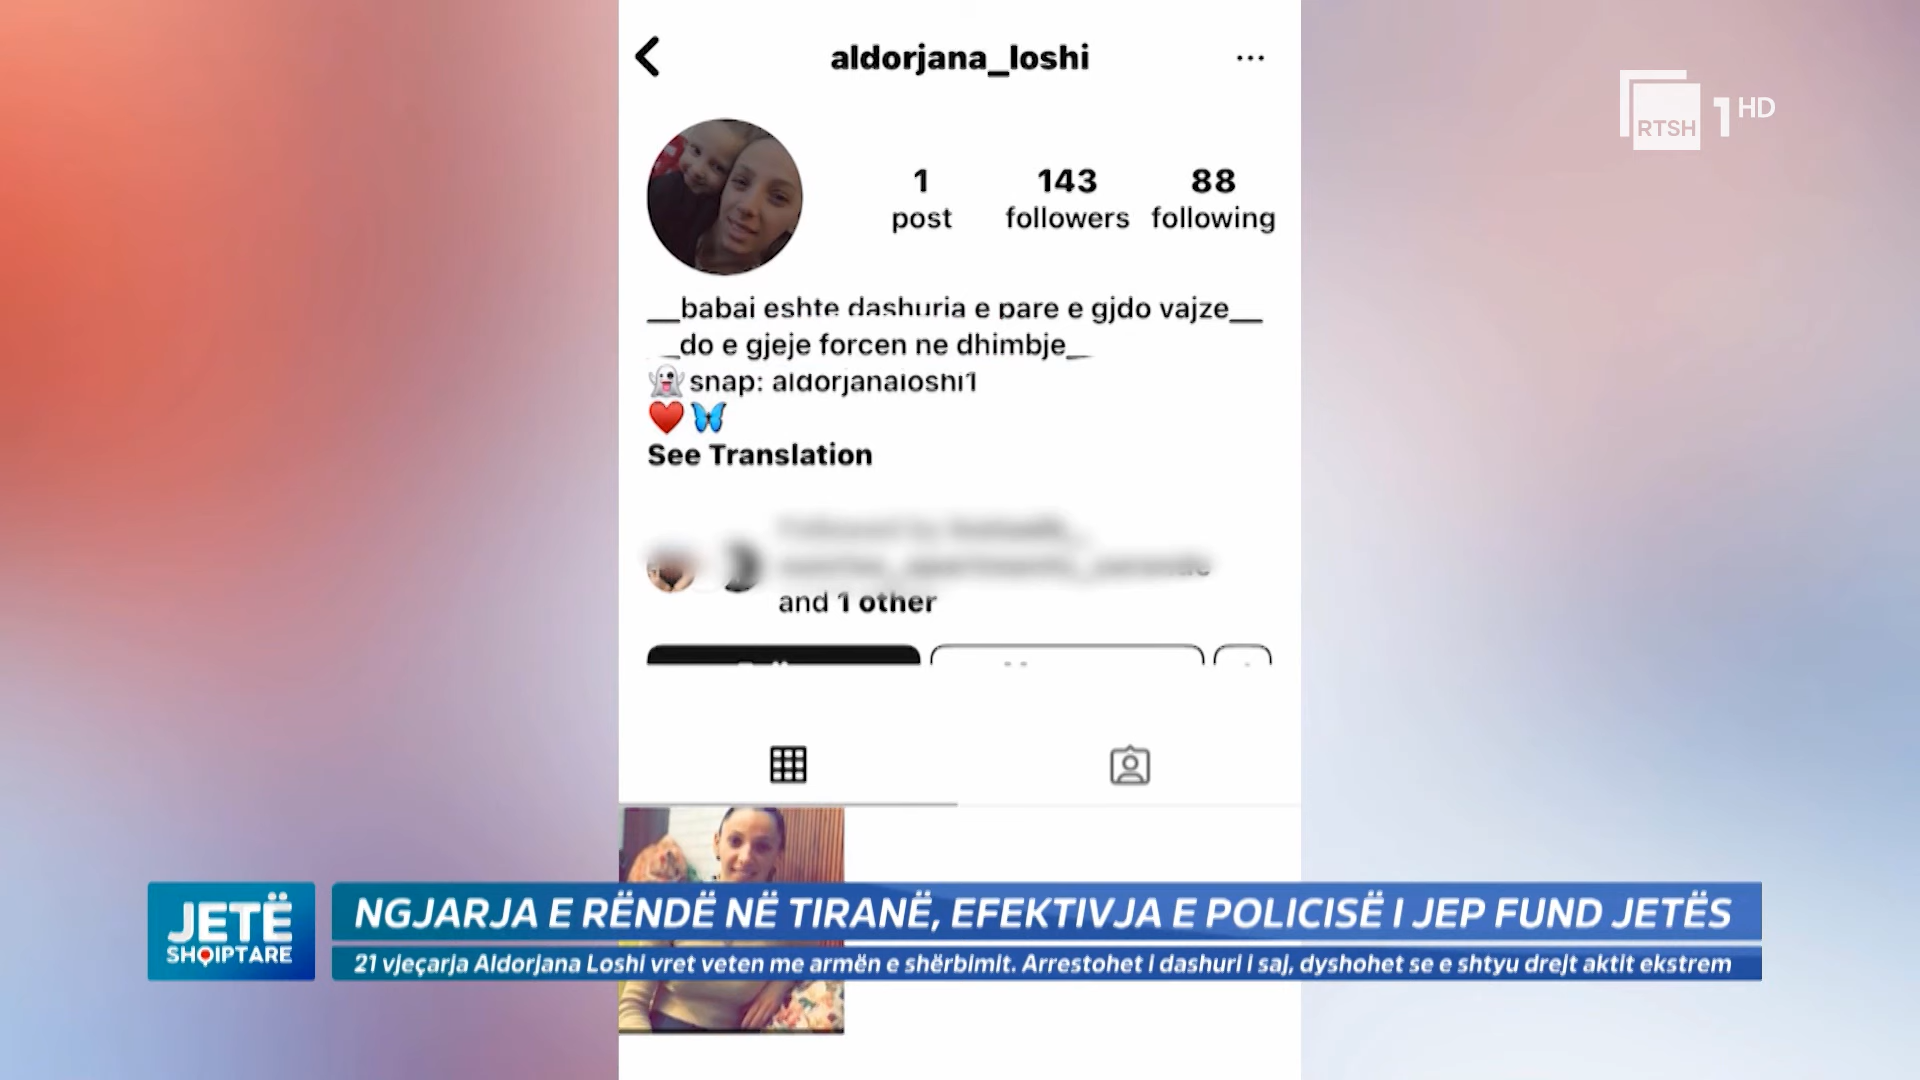 aldorjana_loshi
RTSH 1 HD
1 143 88
post followers following
__babai eshte dashuria e pare e gjdo vajze__
__do e gjeje forcen ne dhimbje__
snap: aldorjanaloshi1
See Translation
and 1 other
JETË
SHQIPTARE
NGJARJA E RËNDË NË TIRANË, EFEKTIVJA E POLICISË I JEP FUND JETËS
21 vjeçarja Aldorjana Loshi vret veten me armën e shërbimit. Arrestohet i dashuri i saj, dyshohet se e shtyu drejt aktit ekstrem